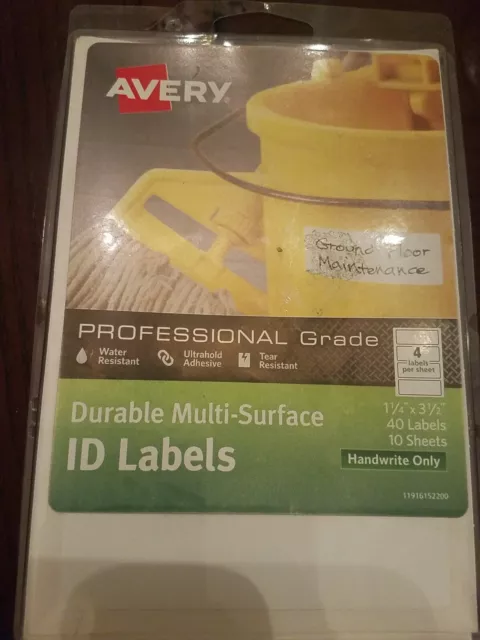 AVERY
Ground Floor
Maintenance
PROFESSIONAL Grade
Water
Resistant
Ultrahold
Adhesive
Tear
Resistant
4
labels
per sheet
Durable Multi-Surface
ID Labels
1¼" x 3½"
40 Labels
10 Sheets
Handwrite Only
11916152200